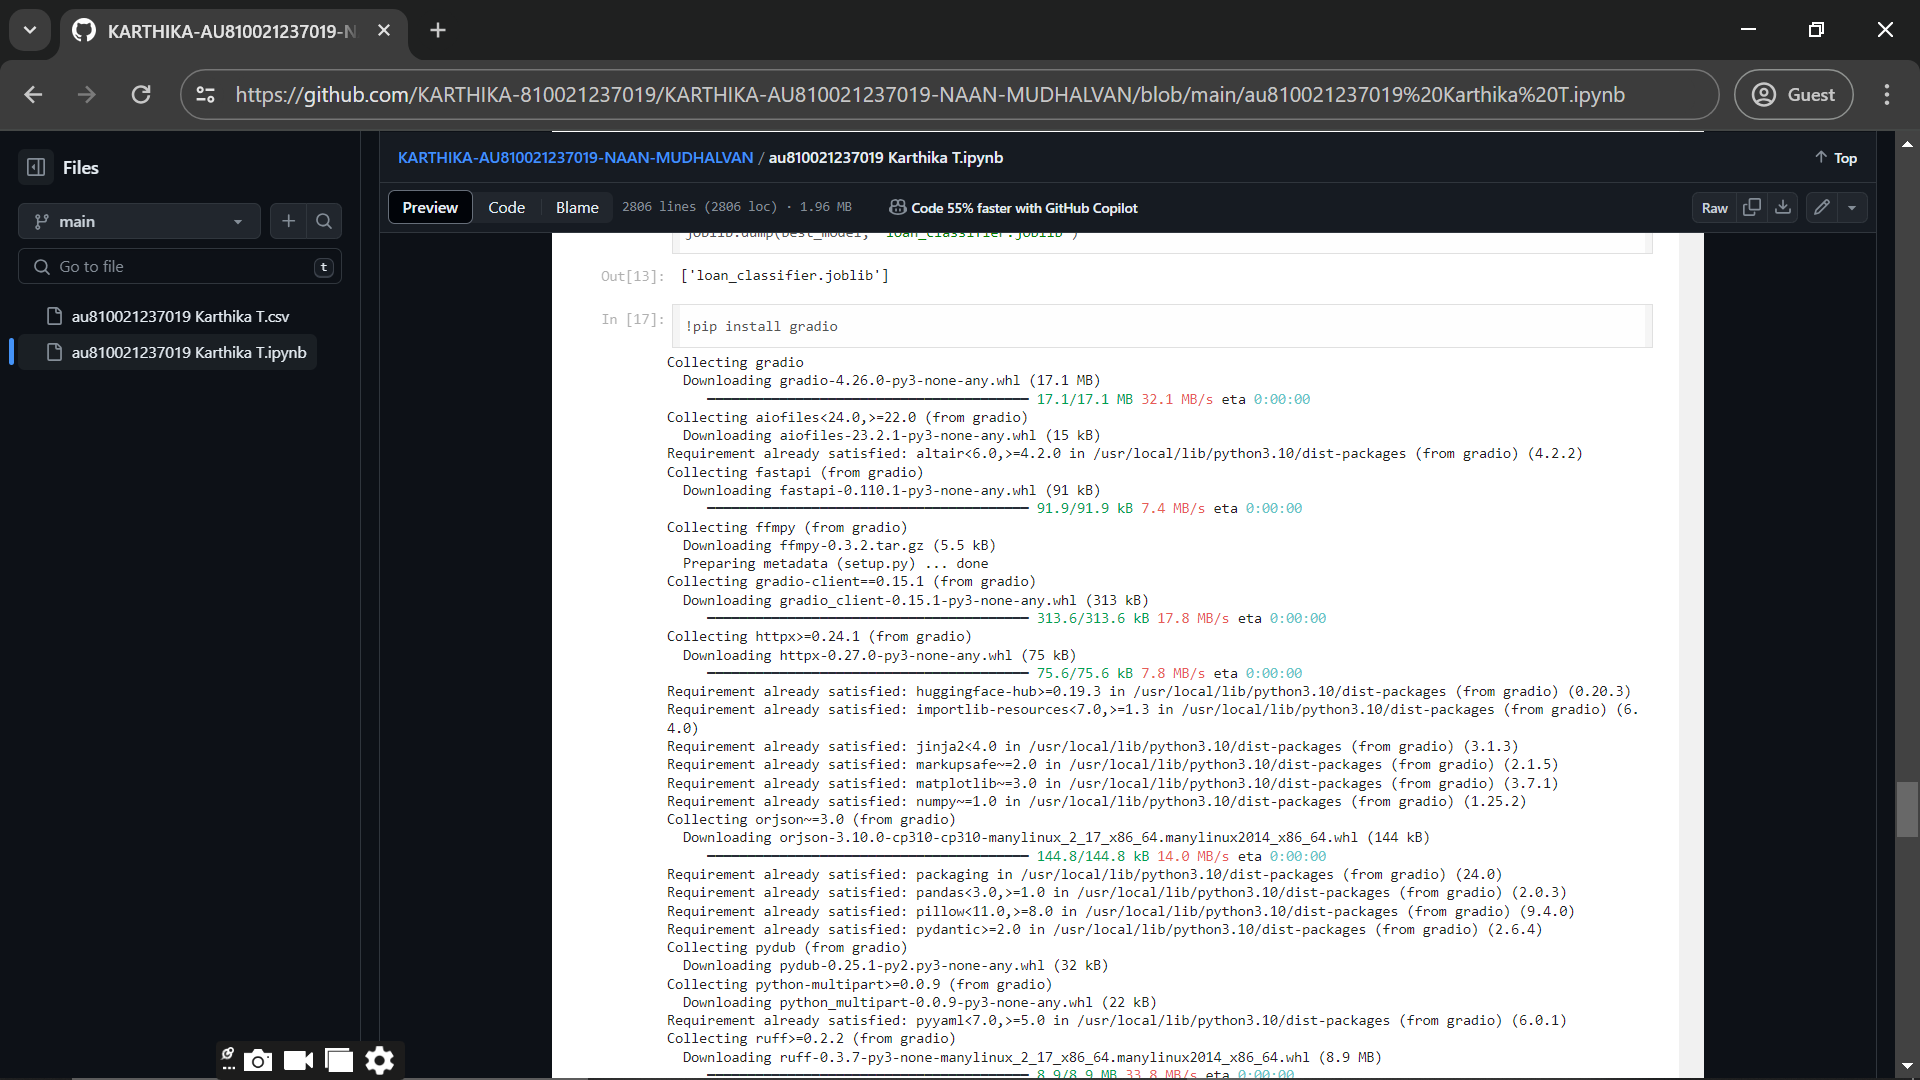 KARTHIKA-AU810021237019-N
https://github.com/KARTHIKA-810021237019/KARTHIKA-AU810021237019-NAAN-MUDHALVAN/blob/main/au810021237019%20Karthika%20T.ipynb
Guest
Files
KARTHIKA-AU810021237019-NAAN-MUDHALVAN / au810021237019 Karthika T.ipynb
Top
main
Preview Code Blame 2806 lines (2806 loc) · 1.96 MB Code 55% faster with GitHub Copilot
Raw
Go to file t
au810021237019 Karthika T.csv
au810021237019 Karthika T.ipynb
joblib.dump(best_model, 'loan_classifier.joblib')
Out[13]: ['loan_classifier.joblib']
In [17]: !pip install gradio
Collecting gradio
Downloading gradio-4.26.0-py3-none-any.whl (17.1 MB)
17.1/17.1 MB 32.1 MB/s eta 0:00:00
Collecting aiofiles<24.0,>=22.0 (from gradio)
Downloading aiofiles-23.2.1-py3-none-any.whl (15 kB)
Requirement already satisfied: altair<6.0,>=4.2.0 in /usr/local/lib/python3.10/dist-packages (from gradio) (4.2.2)
Collecting fastapi (from gradio)
Downloading fastapi-0.110.1-py3-none-any.whl (91 kB)
91.9/91.9 kB 7.4 MB/s eta 0:00:00
Collecting ffmpy (from gradio)
Downloading ffmpy-0.3.2.tar.gz (5.5 kB)
Preparing metadata (setup.py) ... done
Collecting gradio-client==0.15.1 (from gradio)
Downloading gradio_client-0.15.1-py3-none-any.whl (313 kB)
313.6/313.6 kB 17.8 MB/s eta 0:00:00
Collecting httpx>=0.24.1 (from gradio)
Downloading httpx-0.27.0-py3-none-any.whl (75 kB)
75.6/75.6 kB 7.8 MB/s eta 0:00:00
Requirement already satisfied: huggingface-hub>=0.19.3 in /usr/local/lib/python3.10/dist-packages (from gradio) (0.20.3)
Requirement already satisfied: importlib-resources<7.0,>=1.3 in /usr/local/lib/python3.10/dist-packages (from gradio) (6.
4.0)
Requirement already satisfied: jinja2<4.0 in /usr/local/lib/python3.10/dist-packages (from gradio) (3.1.3)
Requirement already satisfied: markupsafe~=2.0 in /usr/local/lib/python3.10/dist-packages (from gradio) (2.1.5)
Requirement already satisfied: matplotlib~=3.0 in /usr/local/lib/python3.10/dist-packages (from gradio) (3.7.1)
Requirement already satisfied: numpy~=1.0 in /usr/local/lib/python3.10/dist-packages (from gradio) (1.25.2)
Collecting orjson~=3.0 (from gradio)
Downloading orjson-3.10.0-cp310-cp310-manylinux_2_17_x86_64.manylinux2014_x86_64.whl (144 kB)
144.8/144.8 kB 14.0 MB/s eta 0:00:00
Requirement already satisfied: packaging in /usr/local/lib/python3.10/dist-packages (from gradio) (24.0)
Requirement already satisfied: pandas<3.0,>=1.0 in /usr/local/lib/python3.10/dist-packages (from gradio) (2.0.3)
Requirement already satisfied: pillow<11.0,>=8.0 in /usr/local/lib/python3.10/dist-packages (from gradio) (9.4.0)
Requirement already satisfied: pydantic>=2.0 in /usr/local/lib/python3.10/dist-packages (from gradio) (2.6.4)
Collecting pydub (from gradio)
Downloading pydub-0.25.1-py2.py3-none-any.whl (32 kB)
Collecting python-multipart>=0.0.9 (from gradio)
Downloading python_multipart-0.0.9-py3-none-any.whl (22 kB)
Requirement already satisfied: pyyaml<7.0,>=5.0 in /usr/local/lib/python3.10/dist-packages (from gradio) (6.0.1)
Collecting ruff>=0.2.2 (from gradio)
Downloading ruff-0.3.7-py3-none-manylinux_2_17_x86_64.manylinux2014_x86_64.whl (8.9 MB)
8.9/8.9 MB 33.8 MB/s eta 0:00:00